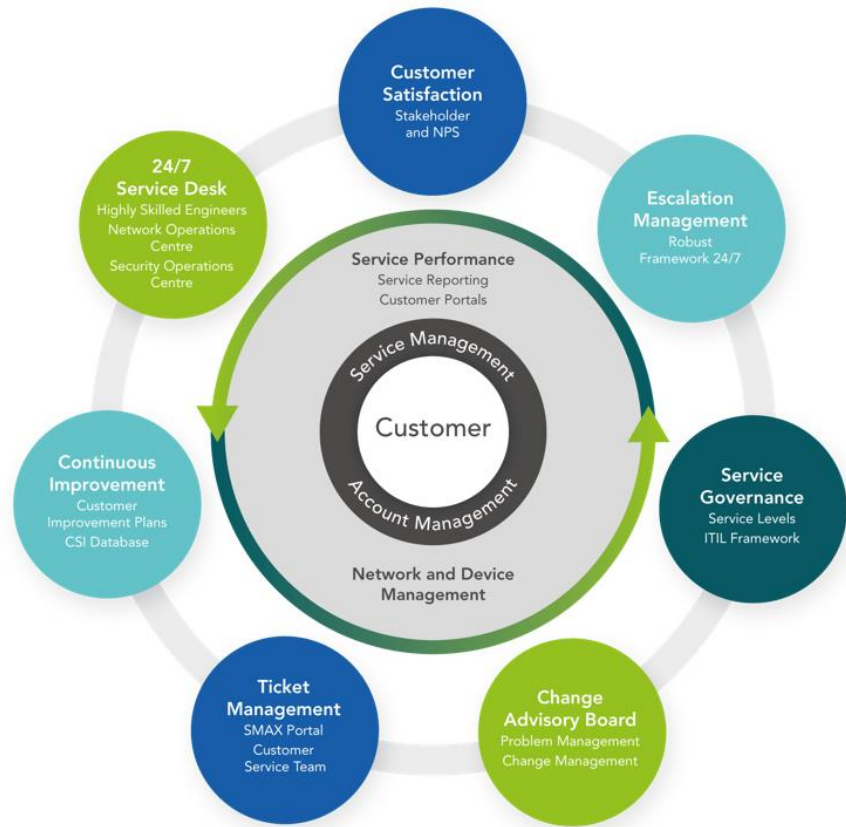 Customer
Satisfaction
Stakeholder
and NPS
24/7
Service Desk
Highly Skilled Engineers
Network Operations
Centre
Security Operations
Centre
Escalation
Management
Robust
Framework 24/7
Service Performance
Service Reporting
Customer Portals
Service Management
Customer
Account Management
Network and Device
Management
Continuous
Improvement
Customer
Improvement Plans
CSI Database
Service
Governance
Service Levels
ITIL Framework
Ticket
Management
SMAX Portal
Customer
Service Team
Change
Advisory Board
Problem Management
Change Management